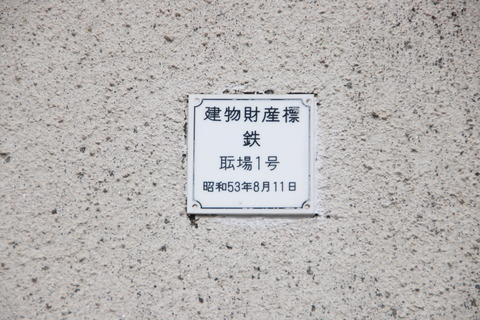 建物財産標
鉄
耺場1号
昭和53年8月11日